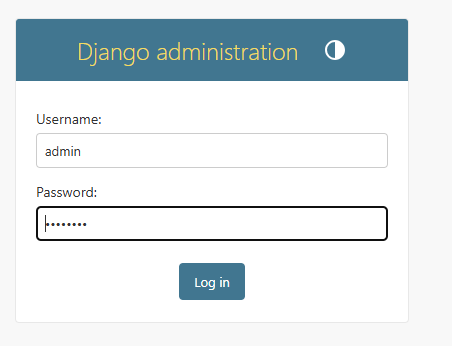 Django administration
Username:
admin
Password:
••••••••
Log in